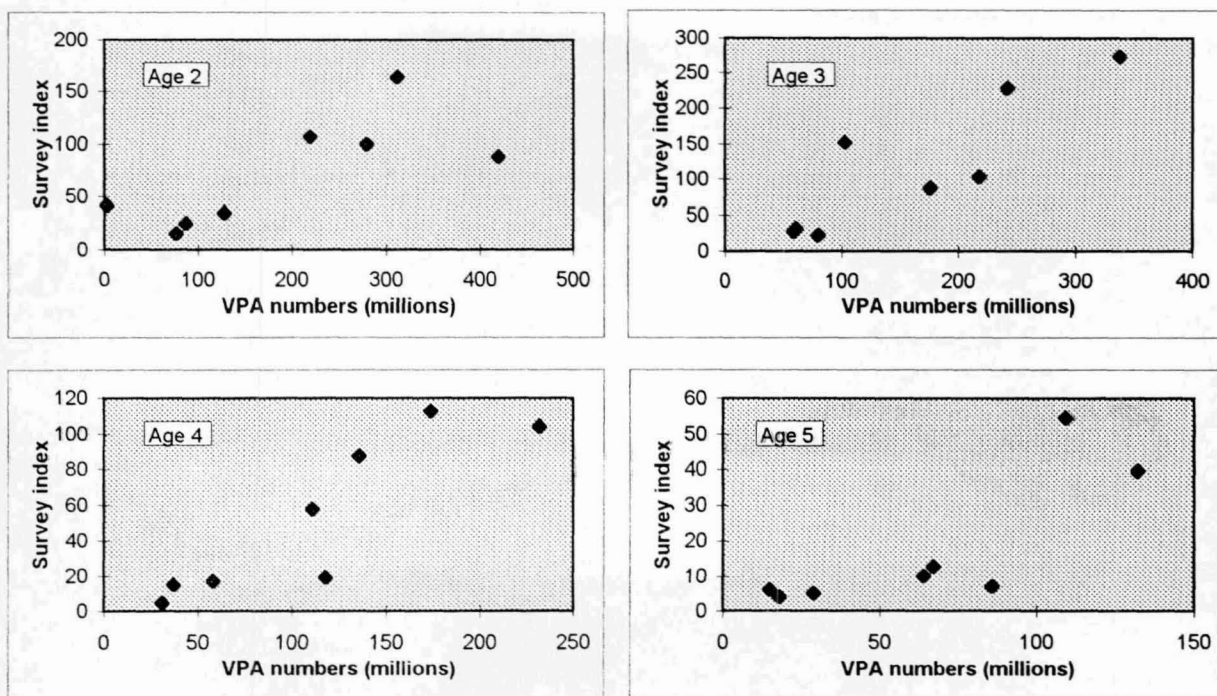 Age 2
Survey index
200
150
100
50
0
0 100 200 300 400 500
VPA numbers (millions)
Age 3
Survey index
300
250
200
150
100
50
0
0 100 200 300 400
VPA numbers (millions)
Age 4
Survey index
120
100
80
60
40
20
0
0 50 100 150 200 250
VPA numbers (millions)
Age 5
Survey index
60
50
40
30
20
10
0
0 50 100 150
VPA numbers (millions)